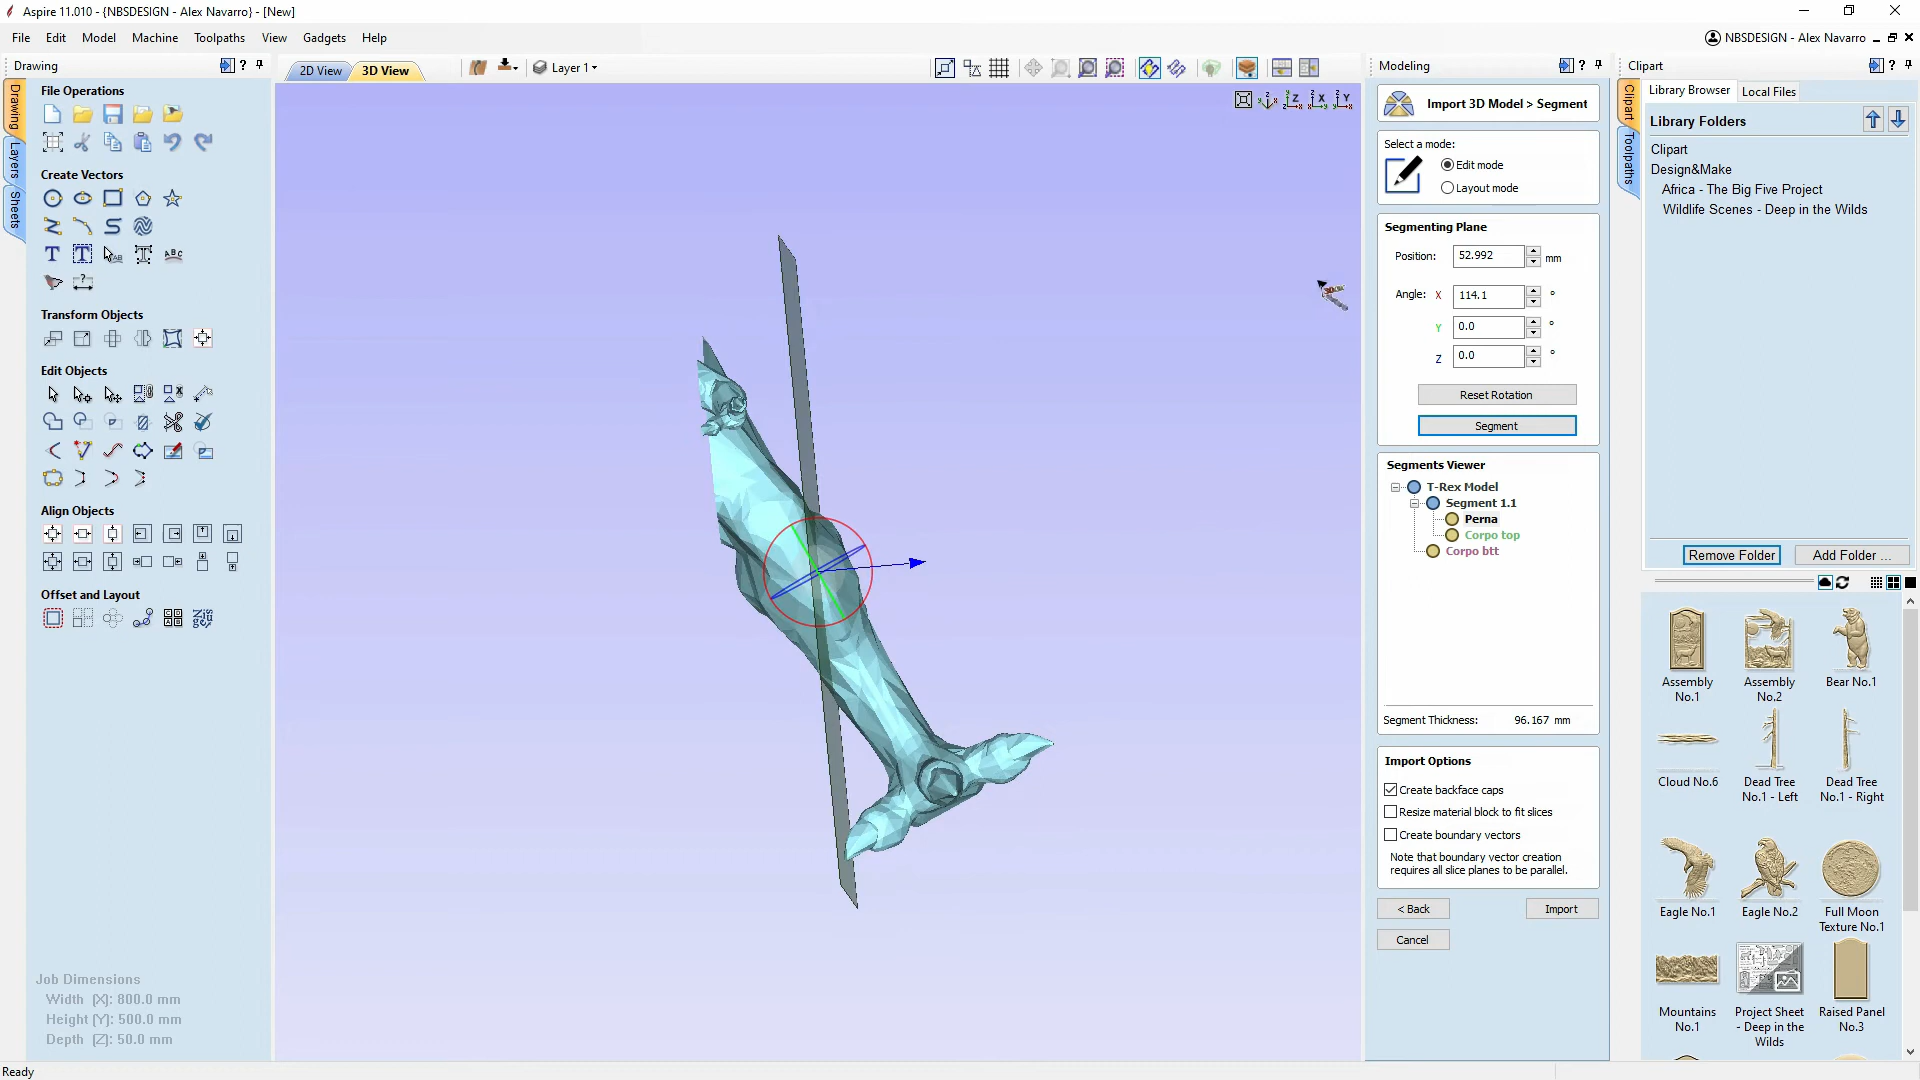 Aspire 11.010 - {NBSDESIGN - Alex Navarro} - [New]
File Edit Model Machine Toolpaths View Gadgets Help
NBSDESIGN - Alex Navarro
Drawing
2D View
3D View
Layer 1
Modeling
Clipart
Drawing
Layers
Sheets
File Operations
Create Vectors
Transform Objects
Edit Objects
Align Objects
Offset and Layout
Job Dimensions
Width (X): 800.0 mm
Height (Y): 500.0 mm
Depth (Z): 50.0 mm
Ready
Import 3D Model > Segment
Select a mode:
Edit mode
Layout mode
Segmenting Plane
Position: 52.992 mm
Angle: X 114.1 °
Y 0.0 °
Z 0.0 °
Reset Rotation
Segment
Segments Viewer
T-Rex Model
Segment 1.1
Perna
Corpo top
Corpo btt
Segment Thickness: 96.167 mm
Import Options
Create backface caps
Resize material block to fit slices
Create boundary vectors
Note that boundary vector creation
requires all slice planes to be parallel.
< Back
Import
Cancel
Clipart
Toolpaths
Library Browser
Local Files
Library Folders
Clipart
Design&Make
Africa - The Big Five Project
Wildlife Scenes - Deep in the Wilds
Remove Folder
Add Folder ...
Assembly
No.1
Assembly
No.2
Bear No.1
Cloud No.6
Dead Tree
No.1 - Left
Dead Tree
No.1 - Right
Eagle No.1
Eagle No.2
Full Moon
Texture No.1
Mountains
No.1
Project Sheet
- Deep in the
Wilds
Raised Panel
No.3